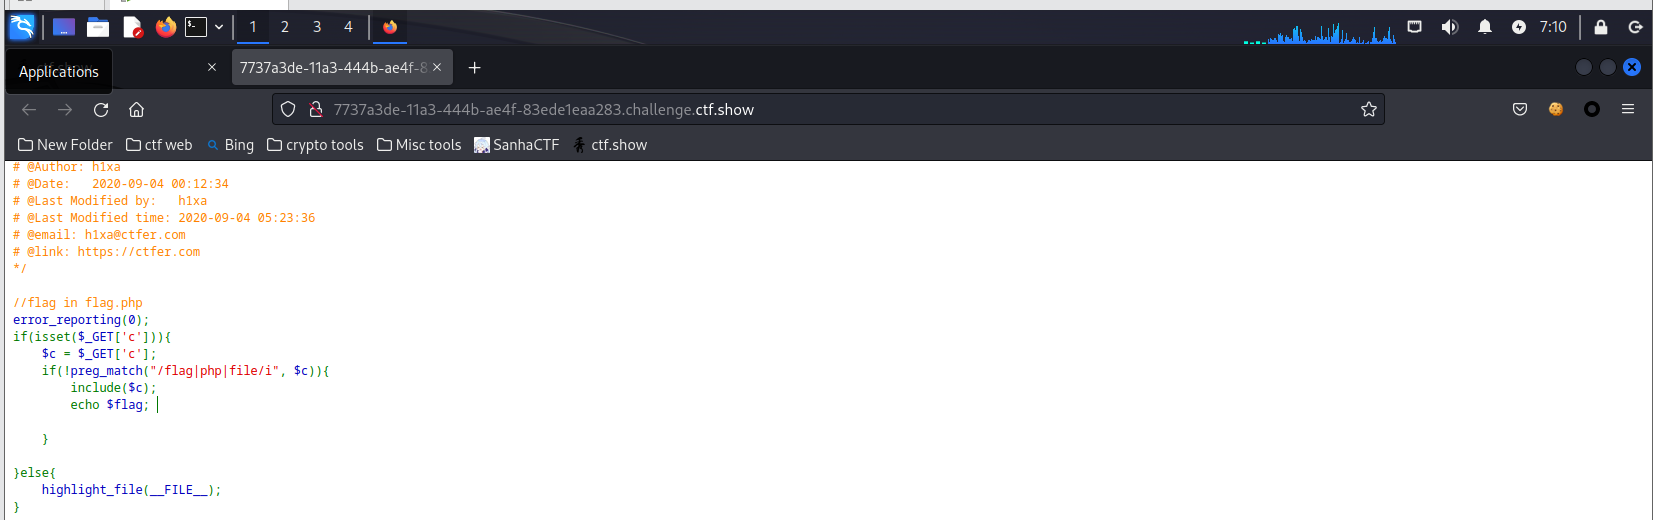 1 2 3 4 7:10
Applications 7737a3de-11a3-444b-ae4f-8
7737a3de-11a3-444b-ae4f-83ede1eaa283.challenge.ctf.show
New Folder ctf web Bing crypto tools Misc tools SanhaCTF ctf.show
# @Author: h1xa
# @Date:   2020-09-04 00:12:34
# @Last Modified by:   h1xa
# @Last Modified time: 2020-09-04 05:23:36
# @email: h1xa@ctfer.com
# @link: https://ctfer.com
*/
//flag in flag.php
error_reporting(0);
if(isset($_GET['c'])){
    $c = $_GET['c'];
    if(!preg_match("/flag|php|file/i", $c)){
        include($c);
        echo $flag;
    }
}else{
    highlight_file(__FILE__);
}